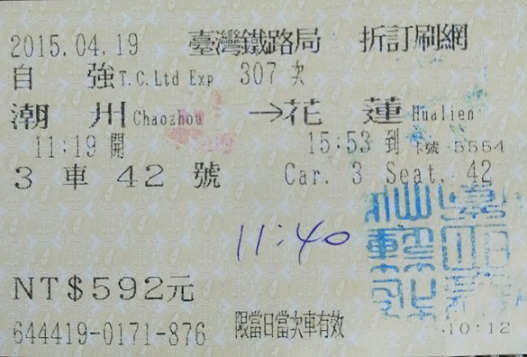 2015.04.19 臺灣鐵路局 折訂刷網
自強 T.C.Ltd Exp 307 次
潮州 Chaozhou →花蓮 Hualien
11:19 開 15:53 到 卡號 5554
3 車 42 號 Car. 3 Seat. 42
11:40
NT$592元
644419-0171-876 限當日當次車有效 10:12